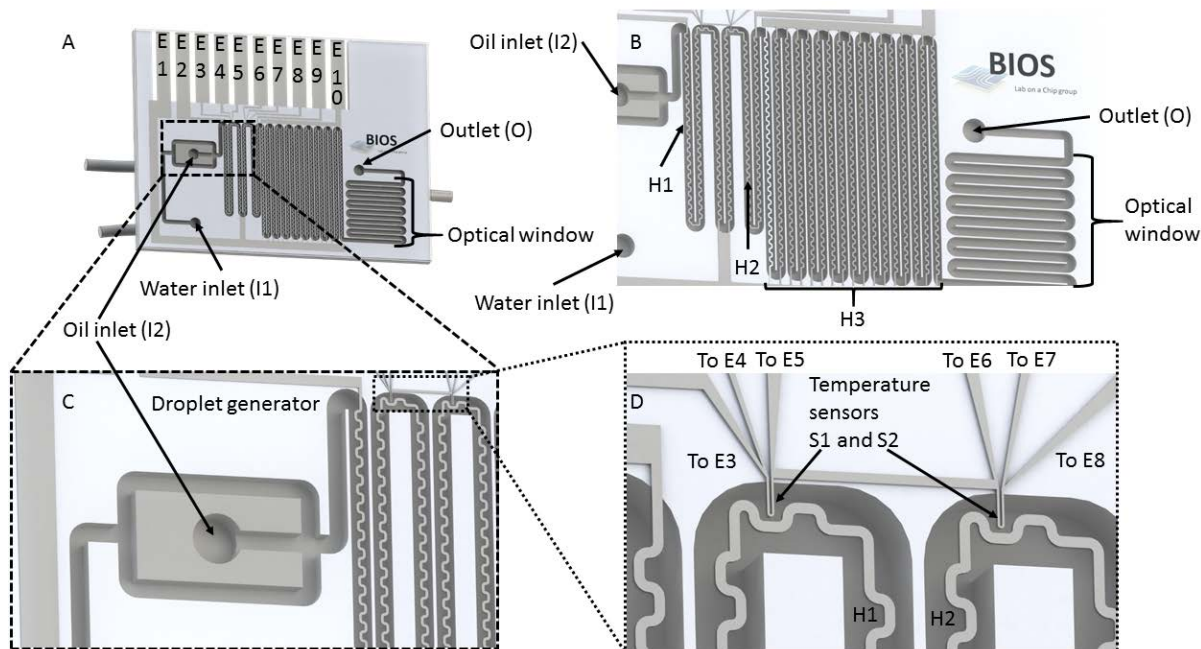 A
E E E E E E E E E E
1 2 3 4 5 6 7 8 9 1
0
BIOS
Outlet (O)
Optical window
Water inlet (I1)
Oil inlet (I2)
B
Oil inlet (I2)
BIOS
Lab on a Chip group
Outlet (O)
H1
H2
H3
Water inlet (I1)
Optical
window
C
Droplet generator
D
To E4
To E5
To E6
To E7
Temperature
sensors
S1 and S2
To E3
To E8
H1
H2